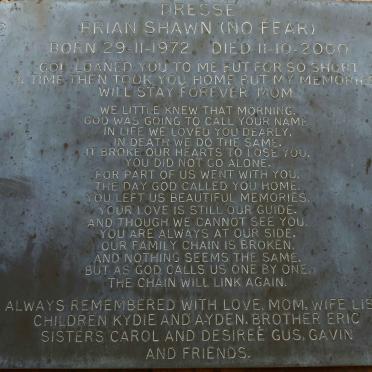 DRESSE
BRIAN SHAWN (NO FEAR)
BORN 29-11-1972 DIED 11-10-2000
GOD LOANED YOU TO ME BUT FOR SO SHORT
A TIME THEN TOOK YOU HOME BUT MY MEMORIES
WILL STAY FOREVER MOM.
WE LITTLE KNEW THAT MORNING.
GOD WAS GOING TO CALL YOUR NAME
IN LIFE WE LOVED YOU DEARLY.
IN DEATH WE DO THE SAME.
IT BROKE OUR HEARTS TO LOSE YOU.
YOU DID NOT GO ALONE.
FOR PART OF US WENT WITH YOU.
THE DAY GOD CALLED YOU HOME.
YOU LEFT US BEAUTIFUL MEMORIES.
YOUR LOVE IS STILL OUR GUIDE.
AND THOUGH WE CANNOT SEE YOU.
YOU ARE ALWAYS AT OUR SIDE.
OUR FAMILY CHAIN IS BROKEN.
AND NOTHING SEEMS THE SAME.
BUT AS GOD CALLS US ONE BY ONE.
THE CHAIN WILL LINK AGAIN.
ALWAYS REMEMBERED WITH LOVE, MOM, WIFE LIS
CHILDREN KYDIE AND AYDEN, BROTHER ERIC
SISTERS CAROL AND DESIREÉ GUS, GAVIN
AND FRIENDS.